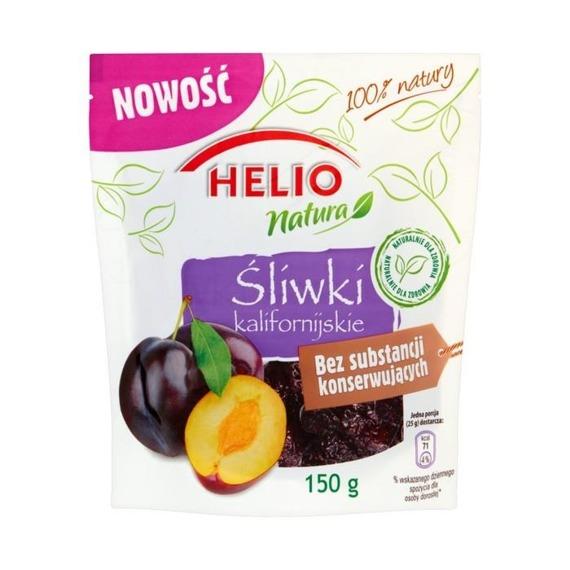 NOWOŚĆ
100% natury
HELIO
natura
NATURALNIE DLA ZDROWIA
NATURALNIE DLA ZDROWIA
Śliwki
kalifornijskie
Bez substancji
konserwujących
Jedna porcja
(25 g) dostarcza:
kcal
71
4%
% wskazanego dziennego
spożycia dla
osoby dorosłej*
150 g